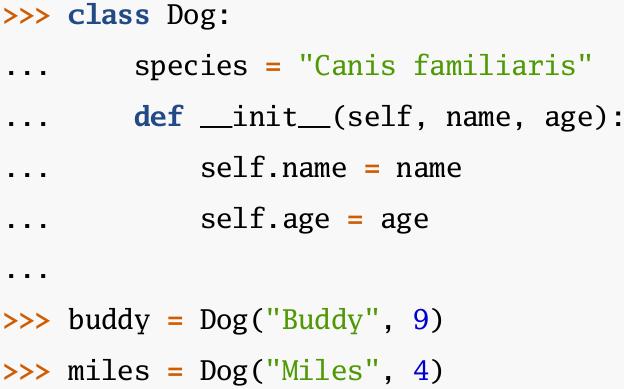 >>> class Dog:
...     species = "Canis familiaris"
...     def __init__(self, name, age):
...         self.name = name
...         self.age = age
...
>>> buddy = Dog("Buddy", 9)
>>> miles = Dog("Miles", 4)